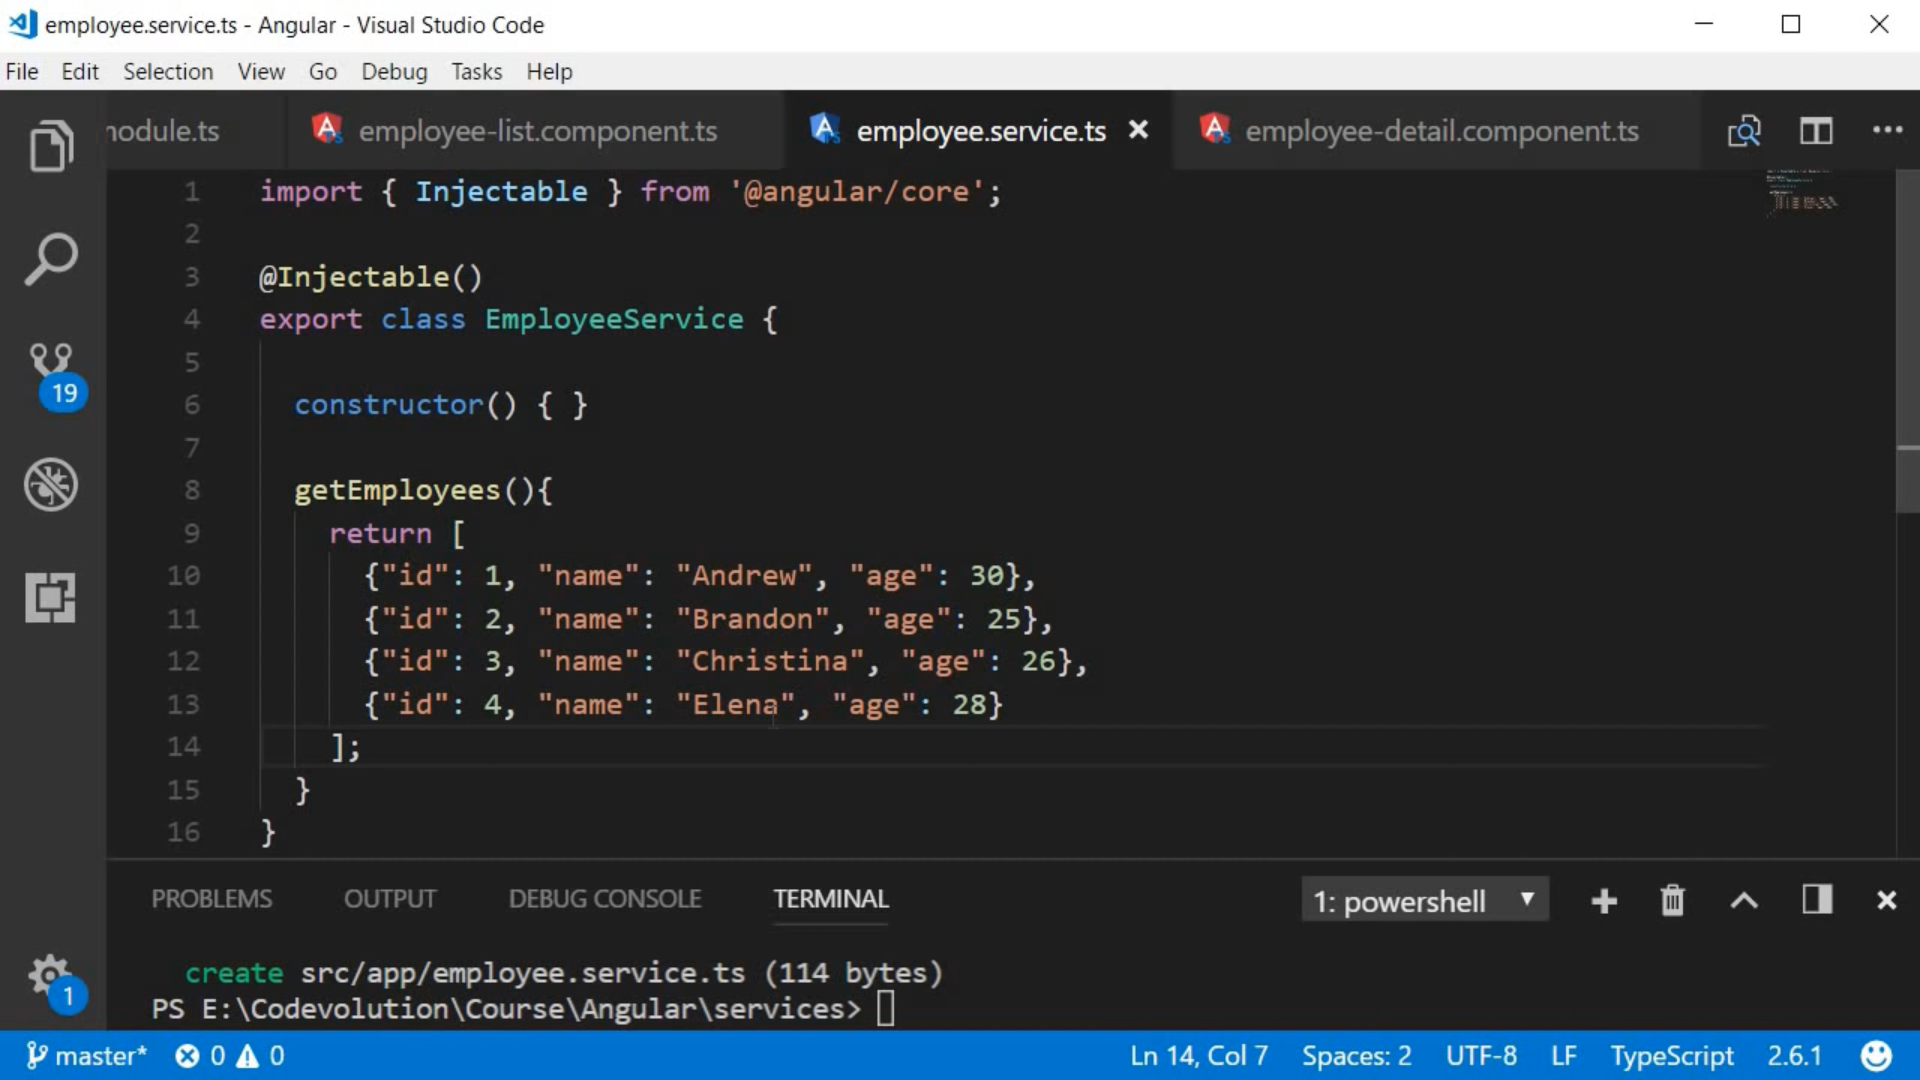 employee.service.ts - Angular - Visual Studio Code
File Edit Selection View Go Debug Tasks Help
nodule.ts employee-list.component.ts employee.service.ts employee-detail.component.ts
1 import { Injectable } from '@angular/core';
2
3 @Injectable()
4 export class EmployeeService {
5
6 constructor() { }
7
8 getEmployees(){
9 return [
10 {"id": 1, "name": "Andrew", "age": 30},
11 {"id": 2, "name": "Brandon", "age": 25},
12 {"id": 3, "name": "Christina", "age": 26},
13 {"id": 4, "name": "Elena", "age": 28}
14 ];
15 }
16 }
19
1
PROBLEMS OUTPUT DEBUG CONSOLE TERMINAL 1: powershell
create src/app/employee.service.ts (114 bytes)
PS E:\Codevolution\Course\Angular\services>
master* 0 0 Ln 14, Col 7 Spaces: 2 UTF-8 LF TypeScript 2.6.1